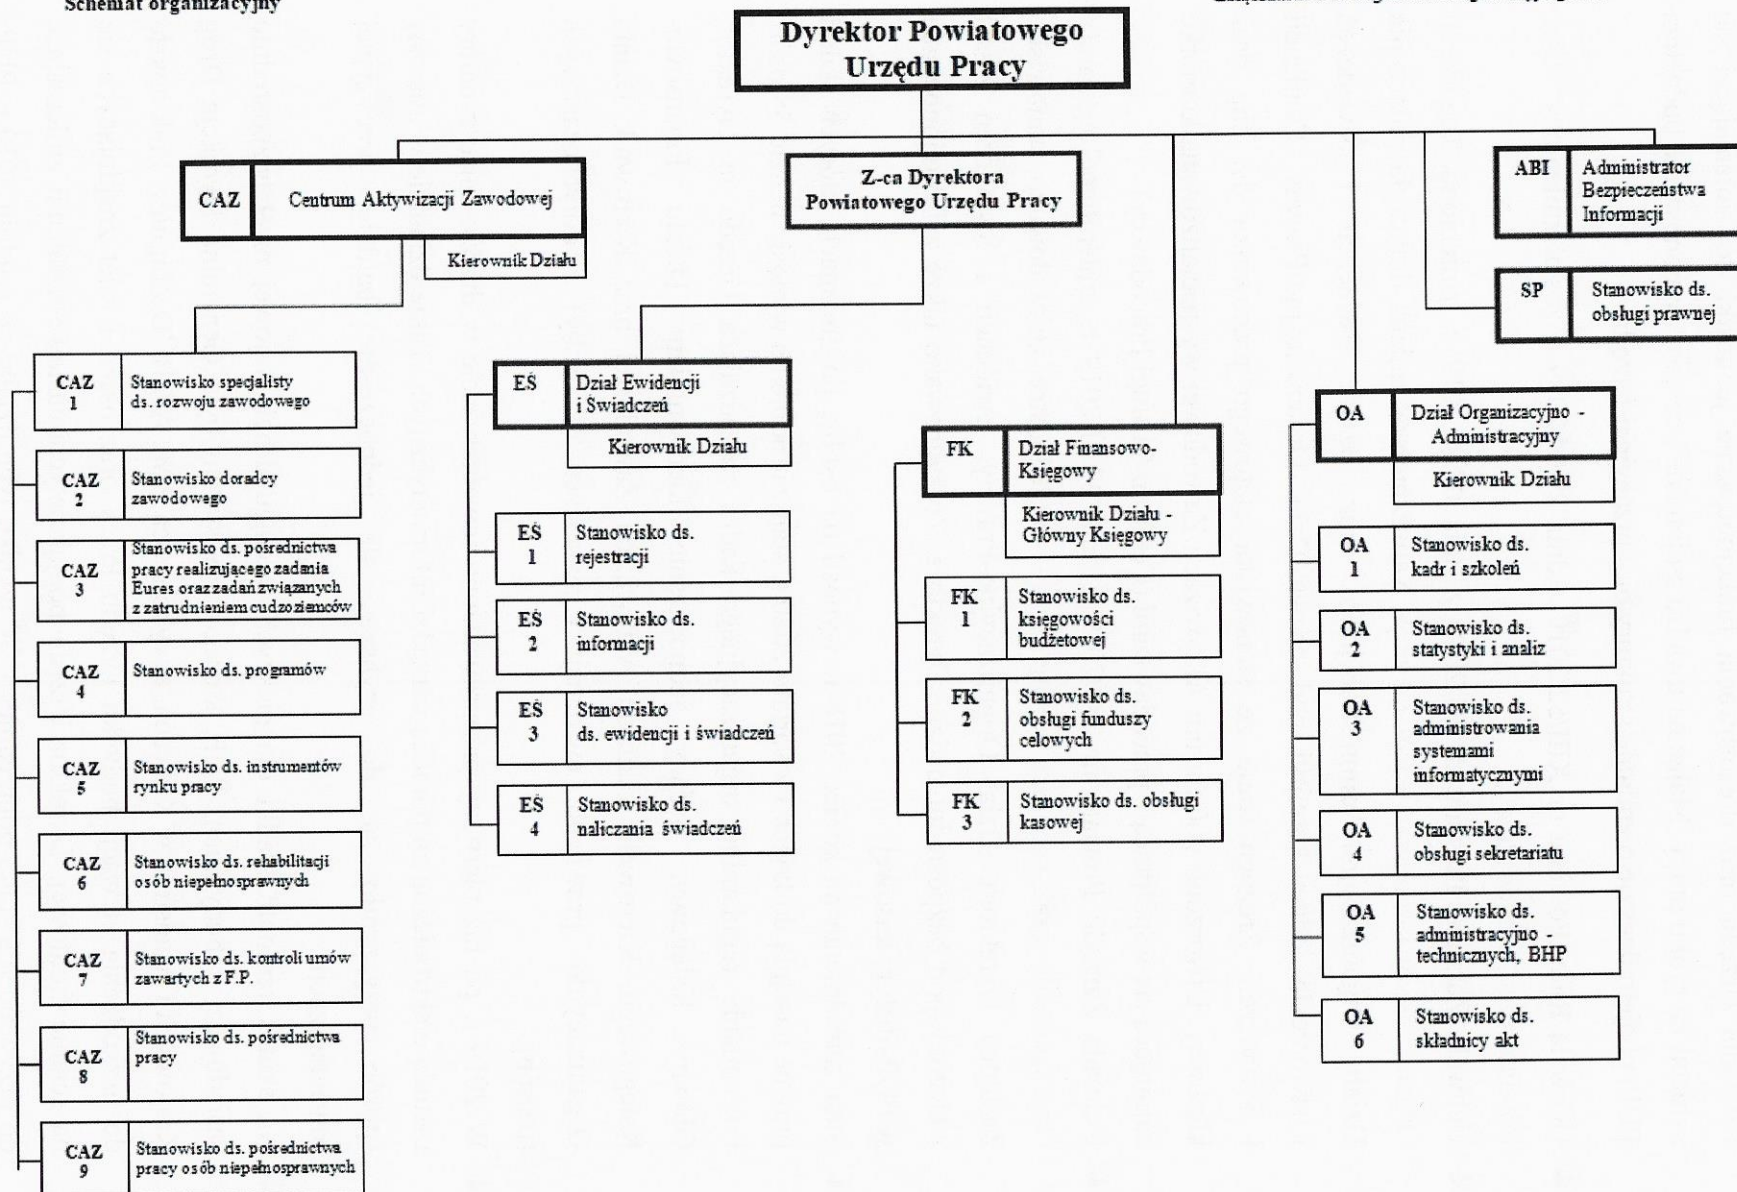 Schemat organizacyjny
Dyrektor Powiatowego
Urzędu Pracy
CAZ
Centrum Aktywizacji Zawodowej
Kierownik Działu
Z-ca Dyrektora
Powiatowego Urzędu Pracy
ABI
Administrator
Bezpieczeństwa
Informacji
SP
Stanowisko ds.
obsługi prawnej
CAZ
1
Stanowisko specjalisty
ds. rozwoju zawodowego
CAZ
2
Stanowisko doradcy
zawodowego
CAZ
3
Stanowisko ds. pośrednictwa
pracy realizującego zadania
Eures oraz zadań związanych
z zatrudnieniem cudzoziemców
CAZ
4
Stanowisko ds. programów
CAZ
5
Stanowisko ds. instrumentów
rynku pracy
CAZ
6
Stanowisko ds. rehabilitacji
osób niepełnosprawnych
CAZ
7
Stanowisko ds. kontroli umów
zawartych z F.P.
CAZ
8
Stanowisko ds. pośrednictwa
pracy
CAZ
9
Stanowisko ds. pośrednictwa
pracy osób niepełnosprawnych
EŚ
Dział Ewidencji
i Świadczeń
Kierownik Działu
EŚ
1
Stanowisko ds.
rejestracji
EŚ
2
Stanowisko ds.
informacji
EŚ
3
Stanowisko
ds. ewidencji i świadczeń
EŚ
4
Stanowisko ds.
naliczania świadczeń
FK
Dział Finansowo-
Księgowy
Kierownik Działu -
Główny Księgowy
FK
1
Stanowisko ds.
księgowości
budżetowej
FK
2
Stanowisko ds.
obsługi funduszy
celowych
FK
3
Stanowisko ds. obsługi
kasowej
OA
Dział Organizacyjno -
Administracyjny
Kierownik Działu
OA
1
Stanowisko ds.
kadr i szkoleń
OA
2
Stanowisko ds.
statystyki i analiz
OA
3
Stanowisko ds.
administrowania
systemami
informatycznymi
OA
4
Stanowisko ds.
obsługi sekretariatu
OA
5
Stanowisko ds.
administracyjno -
technicznych, BHP
OA
6
Stanowisko ds.
składnicy akt